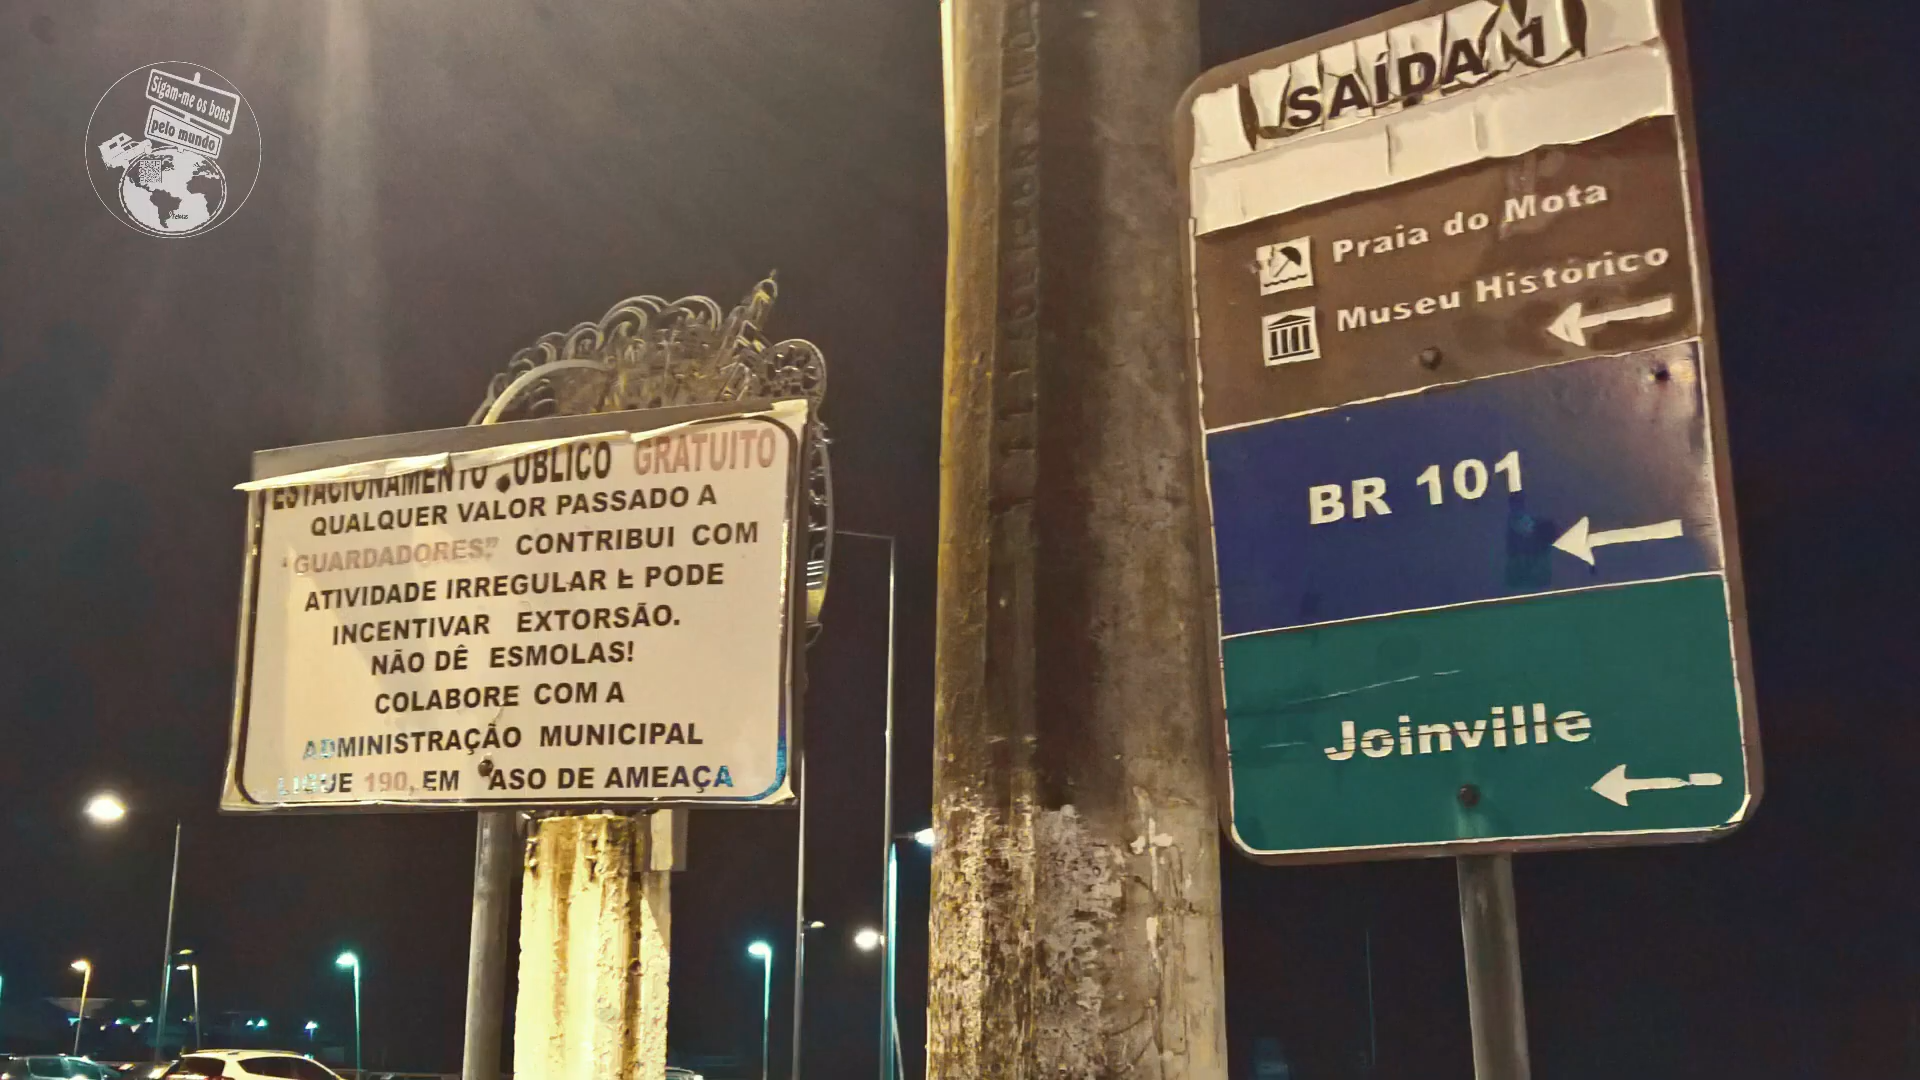 Sigam-me os bons
pelo mundo
ESTACIONAMENTO PÚBLICO GRATUITO
QUALQUER VALOR PASSADO A
"GUARDADORES" CONTRIBUI COM
ATIVIDADE IRREGULAR E PODE
INCENTIVAR EXTORSÃO.
NÃO DÊ ESMOLAS!
COLABORE COM A
ADMINISTRAÇÃO MUNICIPAL
LIGUE 190, EM CASO DE AMEAÇA
SAÍDA 1
Praia do Mota
Museu Histórico
BR 101
Joinville